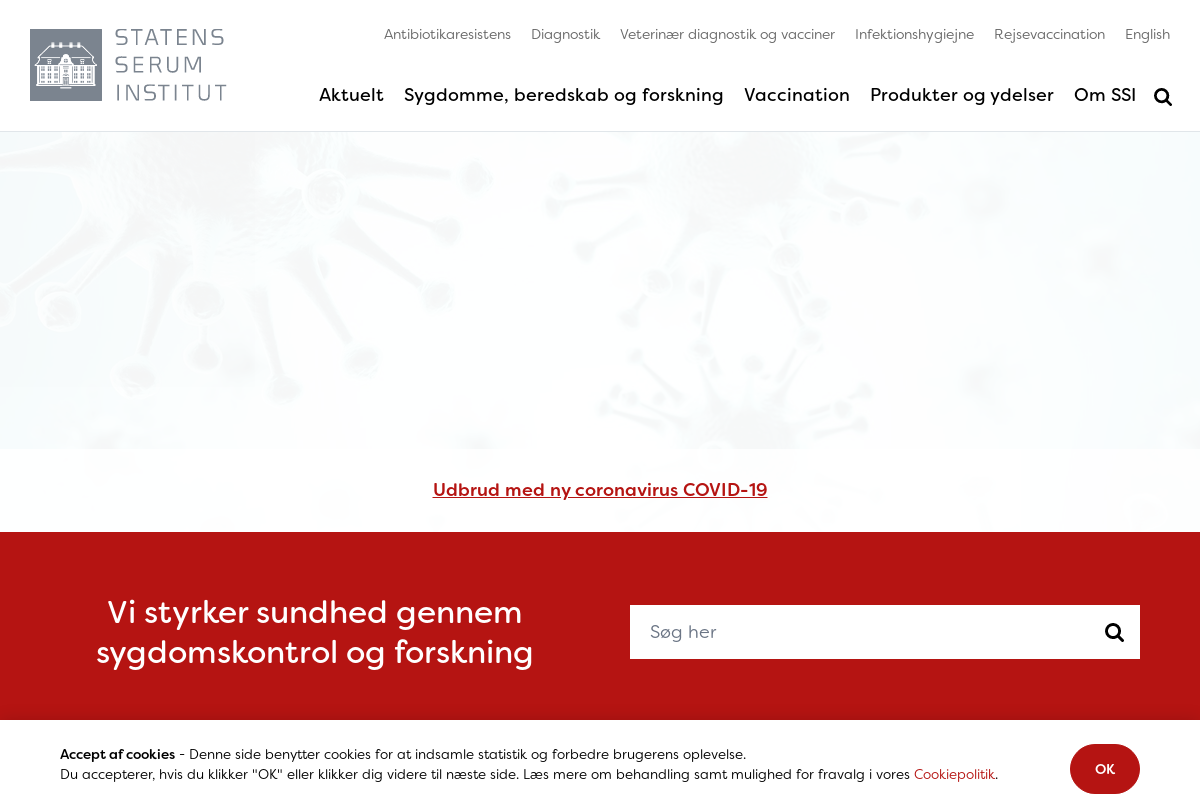 STATENS
SERUM
INSTITUT
Antibiotikaresistens Diagnostik Veterinær diagnostik og vacciner Infektionshygiejne Rejsevaccination English
Aktuelt Sygdomme, beredskab og forskning Vaccination Produkter og ydelser Om SSI
Udbrud med ny coronavirus COVID-19
Vi styrker sundhed gennem
sygdomskontrol og forskning
Søg her
Accept af cookies - Denne side benytter cookies for at indsamle statistik og forbedre brugerens oplevelse.
Du accepterer, hvis du klikker "OK" eller klikker dig videre til næste side. Læs mere om behandling samt mulighed for fravalg i vores Cookiepolitik.
OK